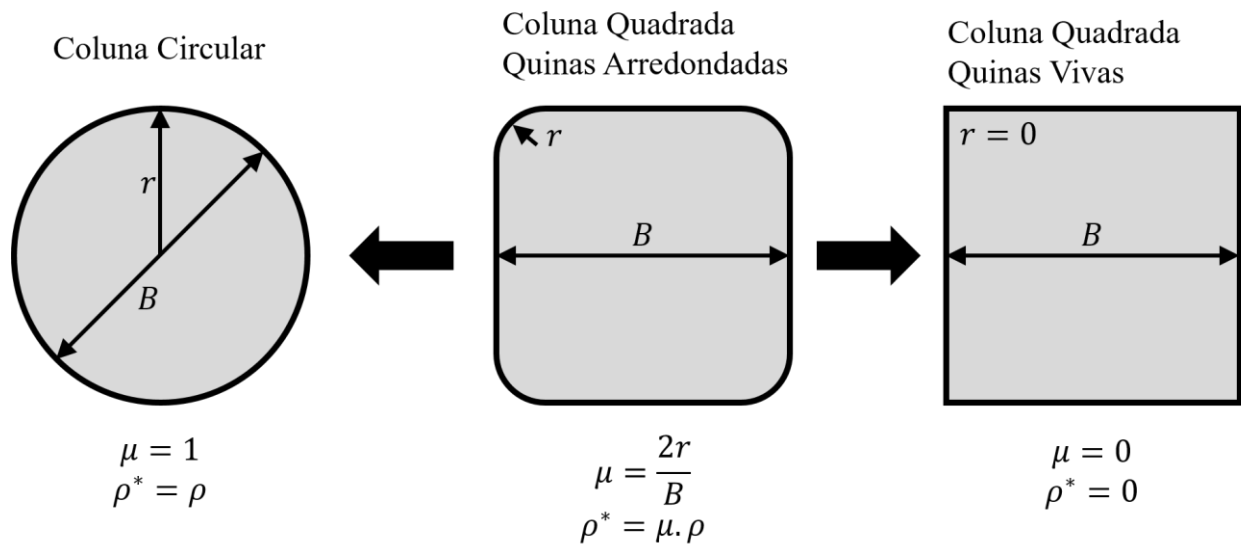 Coluna Circular
r
B
μ = 1
ρ* = ρ
Coluna Quadrada
Quinas Arredondadas
r
B
μ = 2r/B
ρ* = μ. ρ
Coluna Quadrada
Quinas Vivas
r = 0
B
μ = 0
ρ* = 0